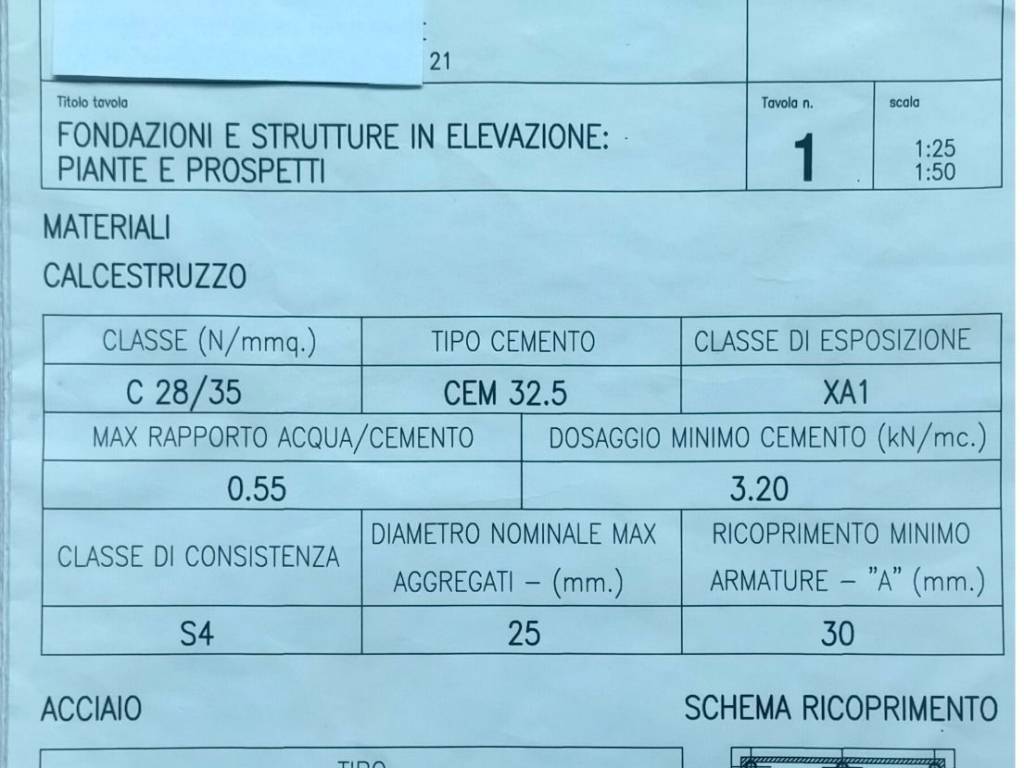 21
Titolo tavola
Tavola n.
scala
FONDAZIONI E STRUTTURE IN ELEVAZIONE:
PIANTE E PROSPETTI
1
1:25
1:50
MATERIALI
CALCESTRUZZO
CLASSE (N/mmq.)
TIPO CEMENTO
CLASSE DI ESPOSIZIONE
C 28/35
CEM 32.5
XA1
MAX RAPPORTO ACQUA/CEMENTO
DOSAGGIO MINIMO CEMENTO (kN/mc.)
0.55
3.20
CLASSE DI CONSISTENZA
DIAMETRO NOMINALE MAX
AGGREGATI – (mm.)
RICOPRIMENTO MINIMO
ARMATURE – "A" (mm.)
S4
25
30
ACCIAIO
SCHEMA RICOPRIMENTO
TIPO